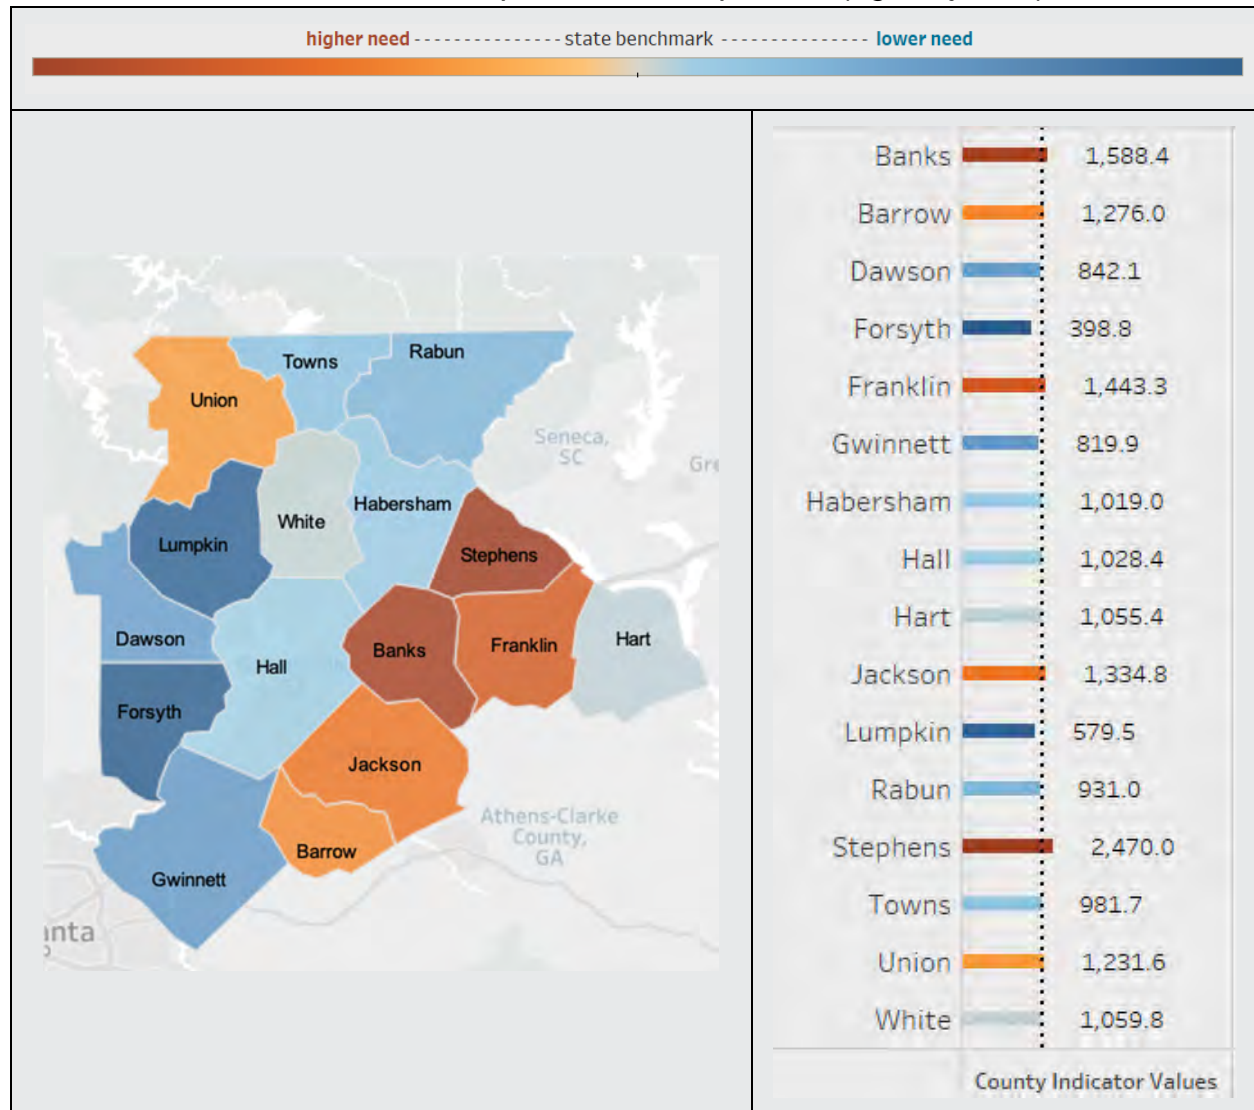 higher need - - - - - - - - - - - - - - - state benchmark - - - - - - - - - - - - - - - lower need
Towns
Rabun
Union
Seneca,
SC
Gre
Habersham
White
Lumpkin
Stephens
Dawson
Hart
Franklin
Banks
Hall
Forsyth
Jackson
Athens-Clarke
County,
GA
Barrow
Gwinnett
anta
Banks 1,588.4
Barrow 1,276.0
Dawson 842.1
Forsyth 398.8
Franklin 1,443.3
Gwinnett 819.9
Habersham 1,019.0
Hall 1,028.4
Hart 1,055.4
Jackson 1,334.8
Lumpkin 579.5
Rabun 931.0
Stephens 2,470.0
Towns 981.7
Union 1,231.6
White 1,059.8
County Indicator Values